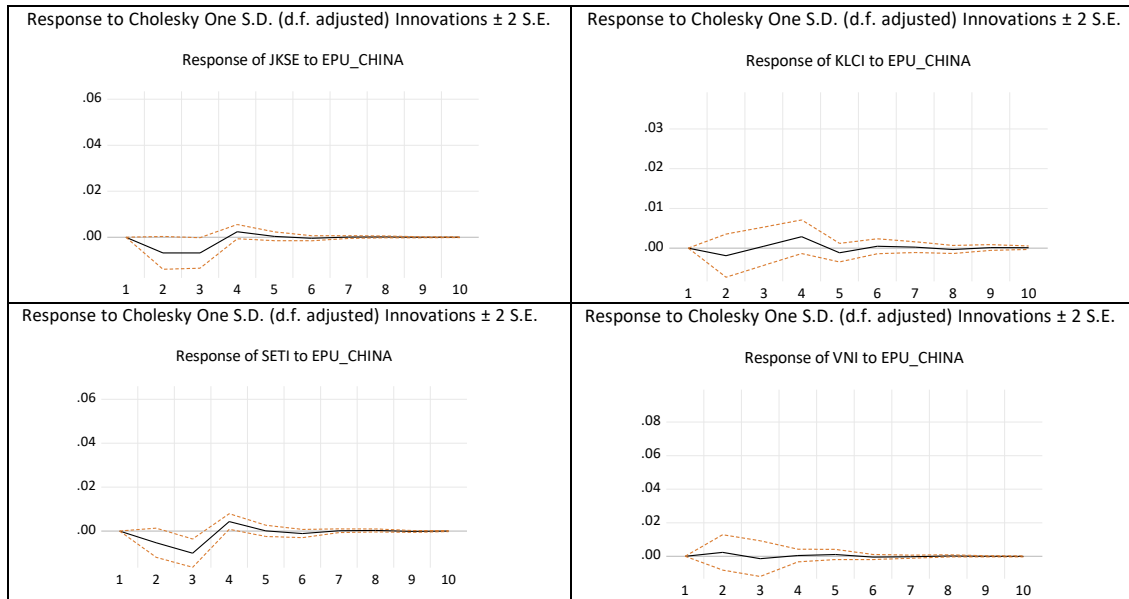 Response to Cholesky One S.D. (d.f. adjusted) Innovations ± 2 S.E.
Response of JKSE to EPU_CHINA
.06
.04
.02
.00
1 2 3 4 5 6 7 8 9 10
Response to Cholesky One S.D. (d.f. adjusted) Innovations ± 2 S.E.
Response of KLCI to EPU_CHINA
.03
.02
.01
.00
1 2 3 4 5 6 7 8 9 10
Response to Cholesky One S.D. (d.f. adjusted) Innovations ± 2 S.E.
Response of SETI to EPU_CHINA
.06
.04
.02
.00
1 2 3 4 5 6 7 8 9 10
Response to Cholesky One S.D. (d.f. adjusted) Innovations ± 2 S.E.
Response of VNI to EPU_CHINA
.08
.06
.04
.02
.00
1 2 3 4 5 6 7 8 9 10